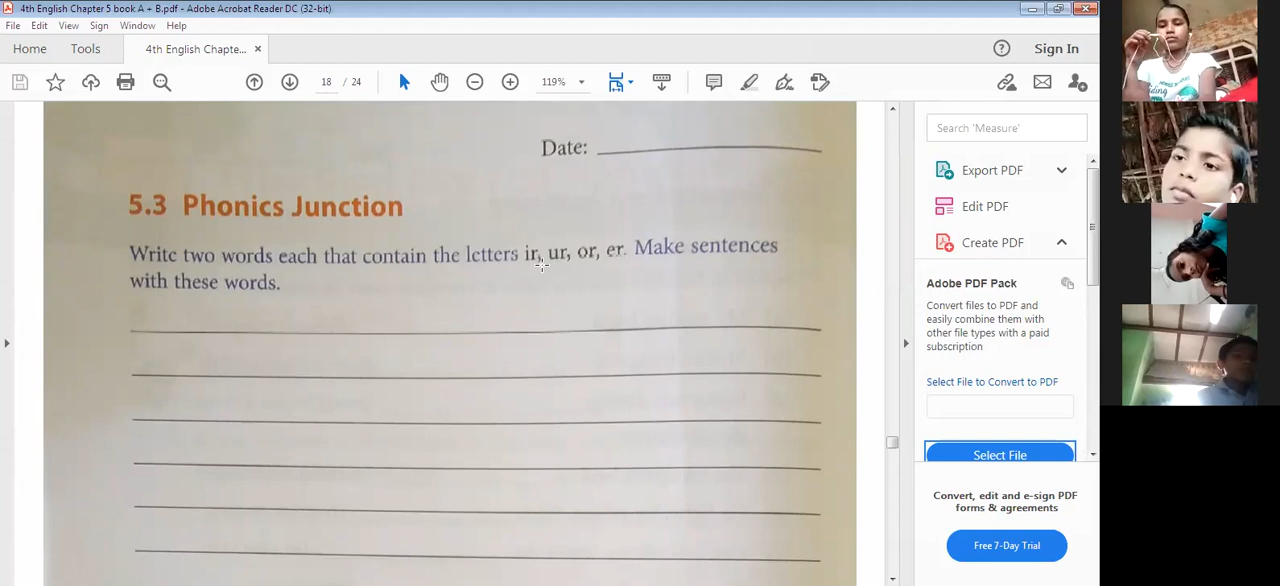 4th English Chapter 5 book A + B.pdf - Adobe Acrobat Reader DC (32-bit)
File Edit View Sign Window Help
Home Tools 4th English Chapte... × Sign In
18 / 24 119%
Date:
5.3 Phonics Junction
Write two words each that contain the letters ir, ur, or, er. Make sentences
with these words.
Search 'Measure'
Export PDF
Edit PDF
Create PDF
Adobe PDF Pack
Convert files to PDF and
easily combine them with
other file types with a paid
subscription
Select File to Convert to PDF
Select File
Convert, edit and e-sign PDF
forms & agreements
Free 7-Day Trial